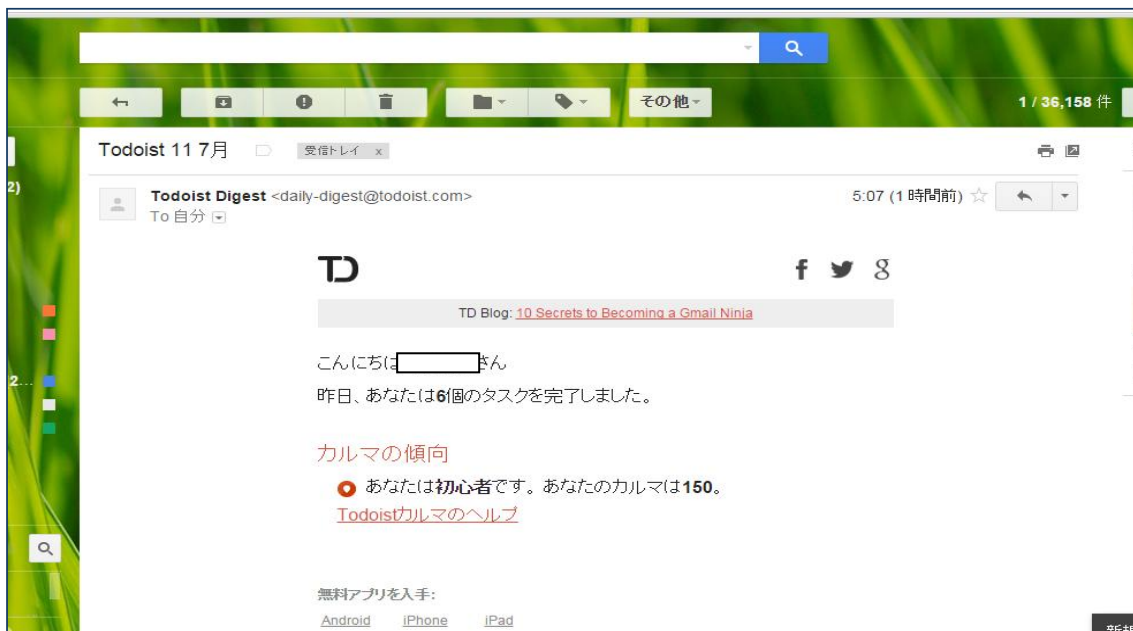 その他
1 / 36,158 件
Todoist 11 7月 受信トレイ x
2)
Todoist Digest <daily-digest@todoist.com> 5:07 (1 時間前)
To 自分
TD
TD Blog: 10 Secrets to Becoming a Gmail Ninja
こんにちは さん
昨日、あなたは6個のタスクを完了しました。
カルマの傾向
2...
あなたは初心者です。あなたのカルマは150。
Todoistカルマのヘルプ
無料アプリを入手:
Android iPhone iPad